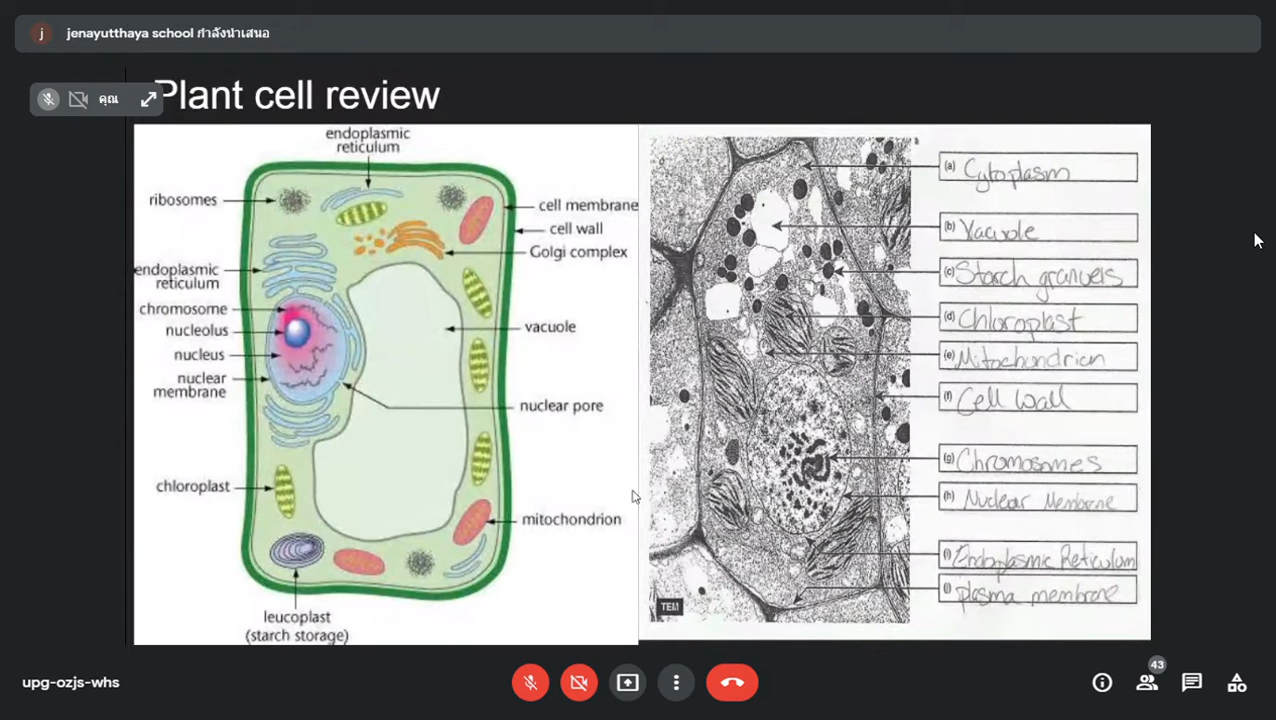 jenayutthaya school กำลังนำเสนอ
คุณ
Plant cell review
endoplasmic
reticulum
ribosomes
cell membrane
cell wall
Golgi complex
endoplasmic
reticulum
chromosome
nucleolus
nucleus
nuclear
membrane
vacuole
nuclear pore
chloroplast
mitochondrion
leucoplast
(starch storage)
(a) Cytoplasm
(b) Vacuole
(c) Starch granuels
(d) Chloroplast
(e) Mitochondrion
(f) Cell wall
(g) Chromosomes
(h) Nuclear Membrane
(i) Endoplasmic Reticulum
(j) plasma membrane
TEM
upg-ozjs-whs
43